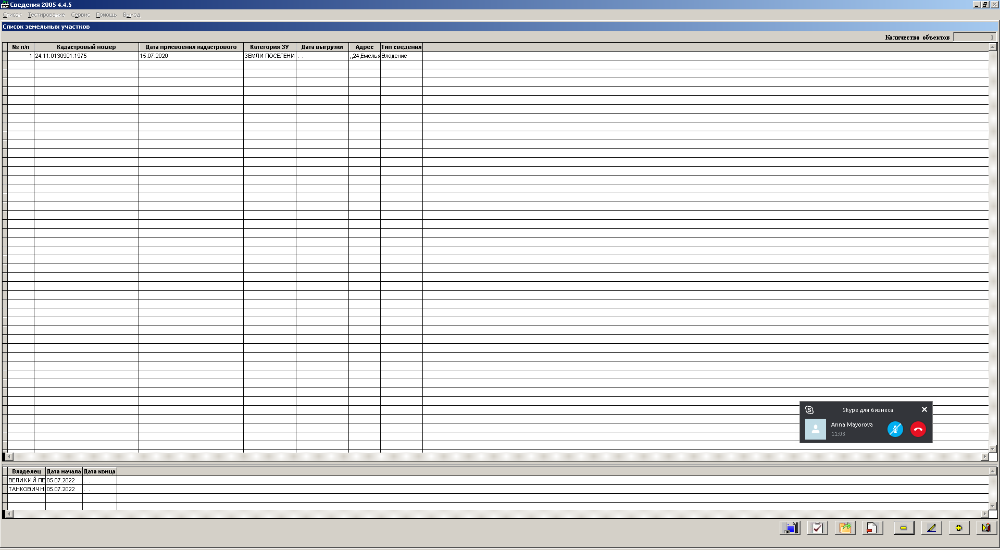 Сведения 2005 4.4.5
Список Тестирование Сервис Помощь Выход
Список земельных участков
Количество объектов 1
№ п/п Кадастровый номер Дата присвоения кадастрового Категория ЗУ Дата выгрузки Адрес Тип сведения
1 24:11:0130901:1975 15.07.2020 ЗЕМЛИ ПОСЕЛЕНИ . . ,,24,Емелья Владение
Skype для бизнеса
Anna Mayorova
11:03
Владелец Дата начала Дата конца
ВЕЛИКИЙ ПЕ 05.07.2022 . .
ТАНКОВИЧ Н 05.07.2022 . .